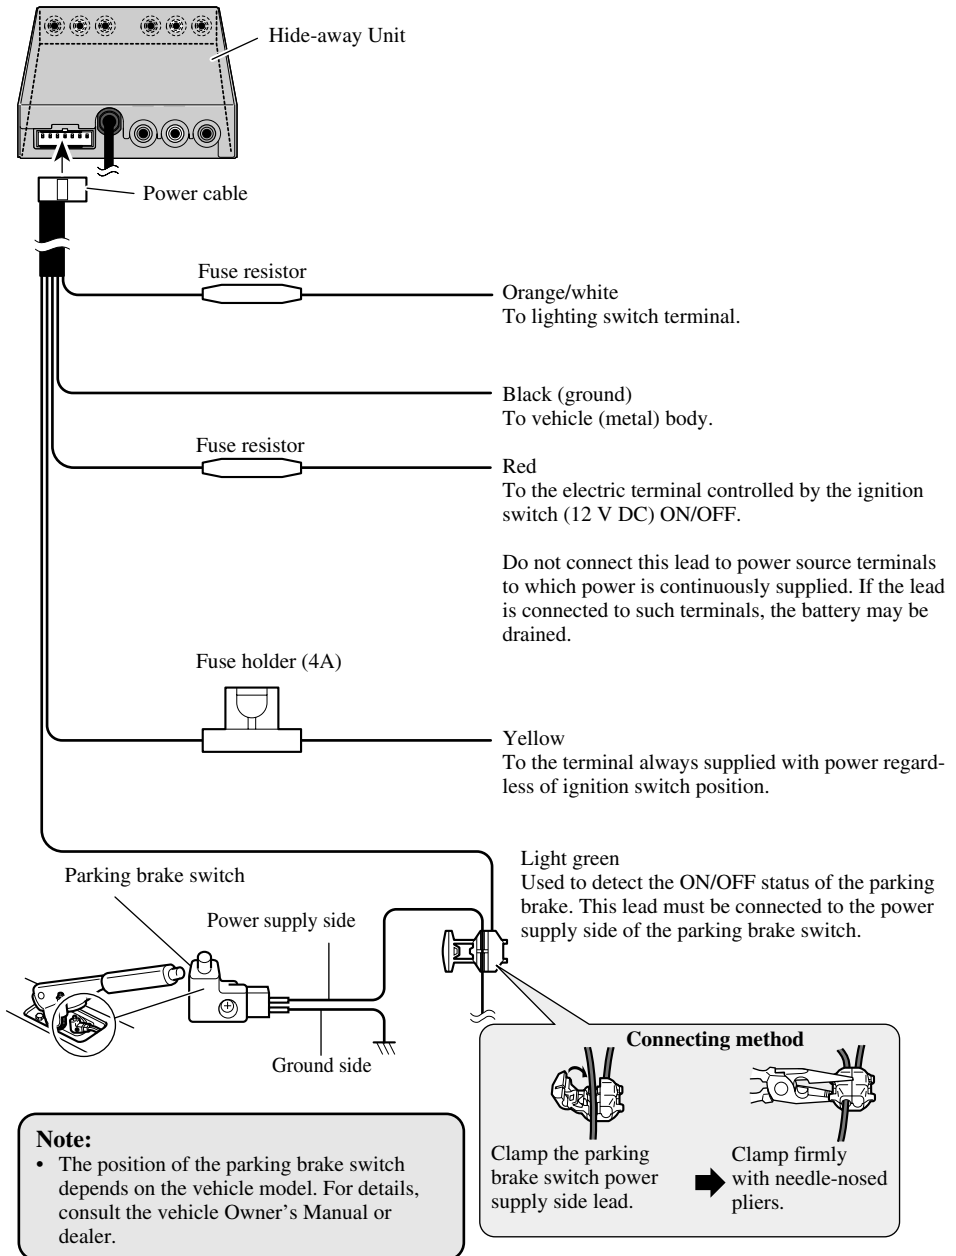 Hide-away Unit
Power cable
Fuse resistor
Orange/white
To lighting switch terminal.
Black (ground)
To vehicle (metal) body.
Fuse resistor
Red
To the electric terminal controlled by the ignition
switch (12 V DC) ON/OFF.
Do not connect this lead to power source terminals
to which power is continuously supplied. If the lead
is connected to such terminals, the battery may be
drained.
Fuse holder (4A)
Yellow
To the terminal always supplied with power regard-
less of ignition switch position.
Light green
Used to detect the ON/OFF status of the parking
brake. This lead must be connected to the power
supply side of the parking brake switch.
Parking brake switch
Power supply side
Ground side
Connecting method
Clamp the parking
brake switch power
supply side lead.
Clamp firmly
with needle-nosed
pliers.
Note:
• The position of the parking brake switch
depends on the vehicle model. For details,
consult the vehicle Owner's Manual or
dealer.